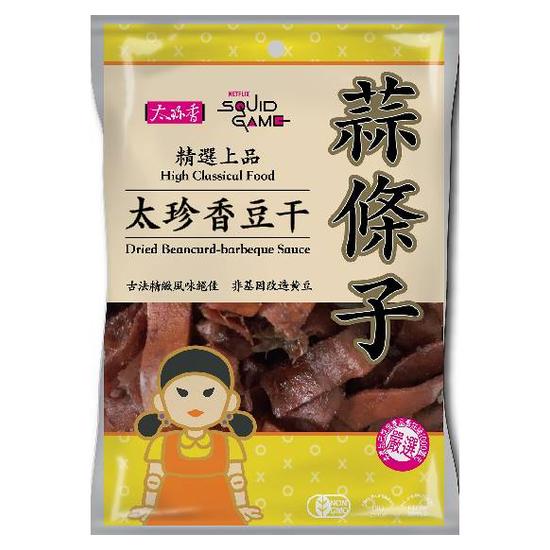 太珍香
NETFLIX
SQUID
GAME
精選上品
High Classical Food
太珍香豆干
Dried Beancurd-barbeque Sauce
古法精緻風味絕佳 非基因改造黃豆
蒜條子
嚴選
NON
GMO